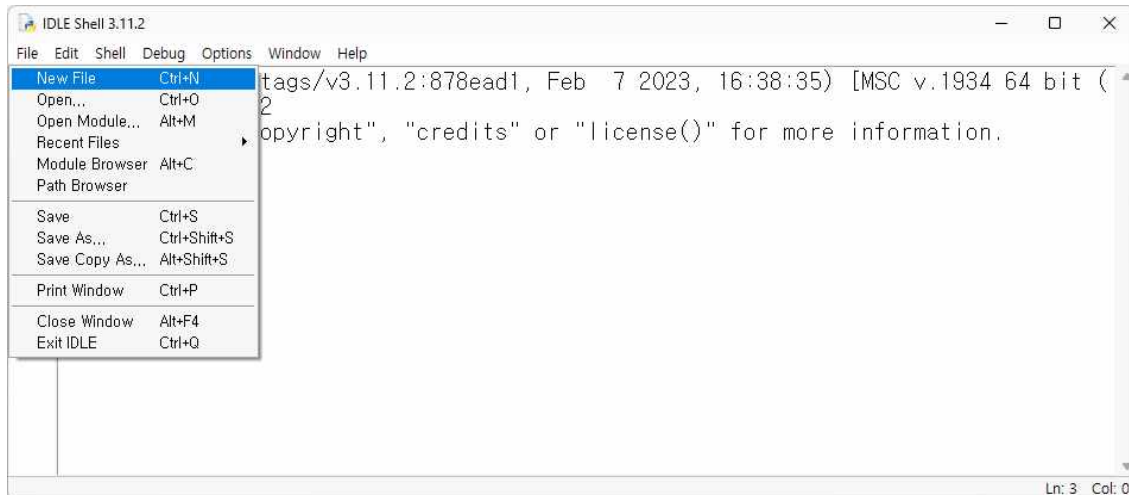 IDLE Shell 3.11.2
File Edit Shell Debug Options Window Help
New File Ctrl+N
Open... Ctrl+O
Open Module... Alt+M
Recent Files
Module Browser Alt+C
Path Browser
Save Ctrl+S
Save As... Ctrl+Shift+S
Save Copy As... Alt+Shift+S
Print Window Ctrl+P
Close Window Alt+F4
Exit IDLE Ctrl+Q
tags/v3.11.2:878ead1, Feb 7 2023, 16:38:35) [MSC v.1934 64 bit (
2
opyright", "credits" or "license()" for more information.
Ln: 3 Col: 0